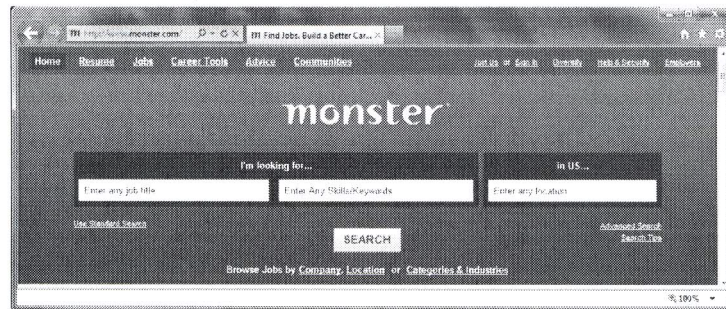 m http://www.monster.com/ m Find Jobs. Build a Better Car...
Home Resume Jobs Career Tools Advice Communities Join Us or Sign In Diversity Help & Security Employers
monster
I'm looking for... in US...
Enter any job title Enter Any Skills/Keywords Enter any location
Use Standard Search Advanced Search
SEARCH Search Tips
Browse Jobs by Company, Location or Categories & Industries
100%